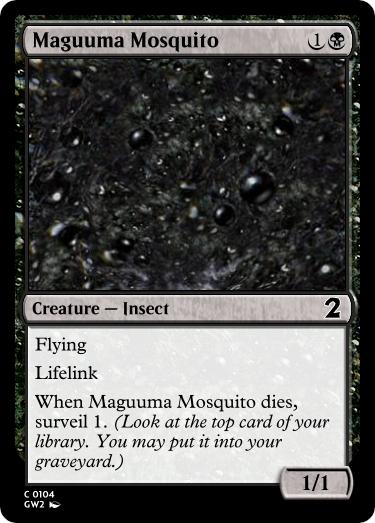 Maguuma Mosquito 1
Creature — Insect 2
Flying
Lifelink
When Maguuma Mosquito dies,
surveil 1. (Look at the top card of your
library. You may put it into your
graveyard.)
1/1
C 0104
GW2